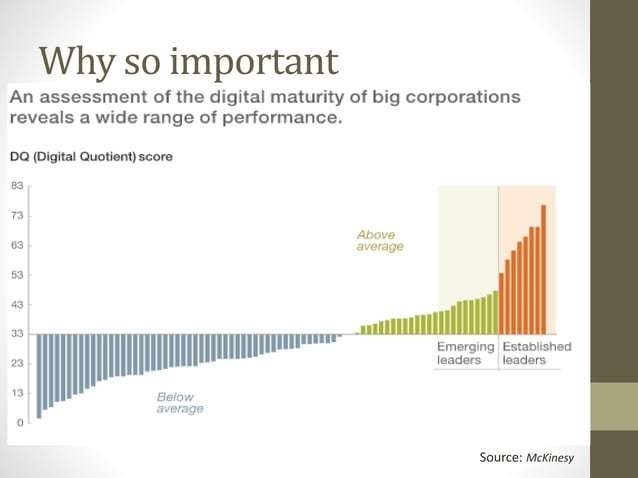 Why so important
An assessment of the digital maturity of big corporations
reveals a wide range of performance.
DQ (Digital Quotient) score
83
73
63
53
43
33
23
13
0
Above
average
Emerging
leaders
Established
leaders
Below
average
Source: McKinesy